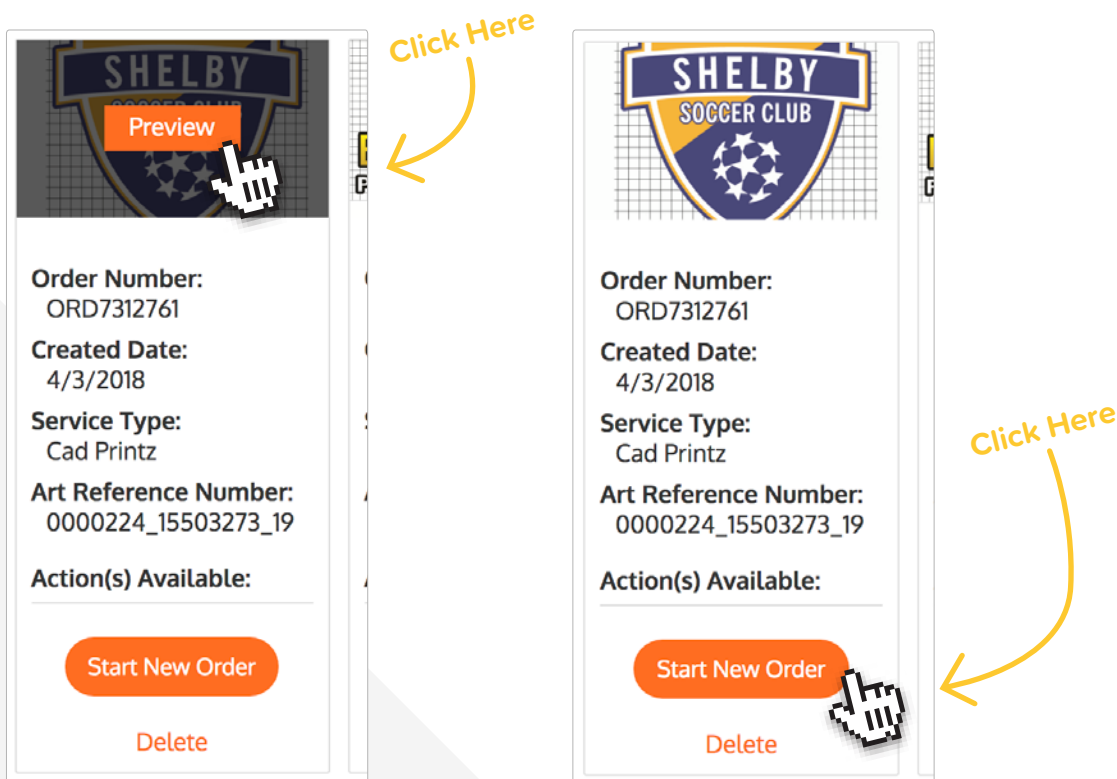 Click Here
SHELBY
SOCCER CLUB
Preview
Order Number:
ORD7312761
Created Date:
4/3/2018
Service Type:
Cad Printz
Art Reference Number:
0000224_15503273_19
Action(s) Available:
Start New Order
Delete
SHELBY
SOCCER CLUB
Order Number:
ORD7312761
Created Date:
4/3/2018
Service Type:
Cad Printz
Art Reference Number:
0000224_15503273_19
Action(s) Available:
Start New Order
Delete
Click Here